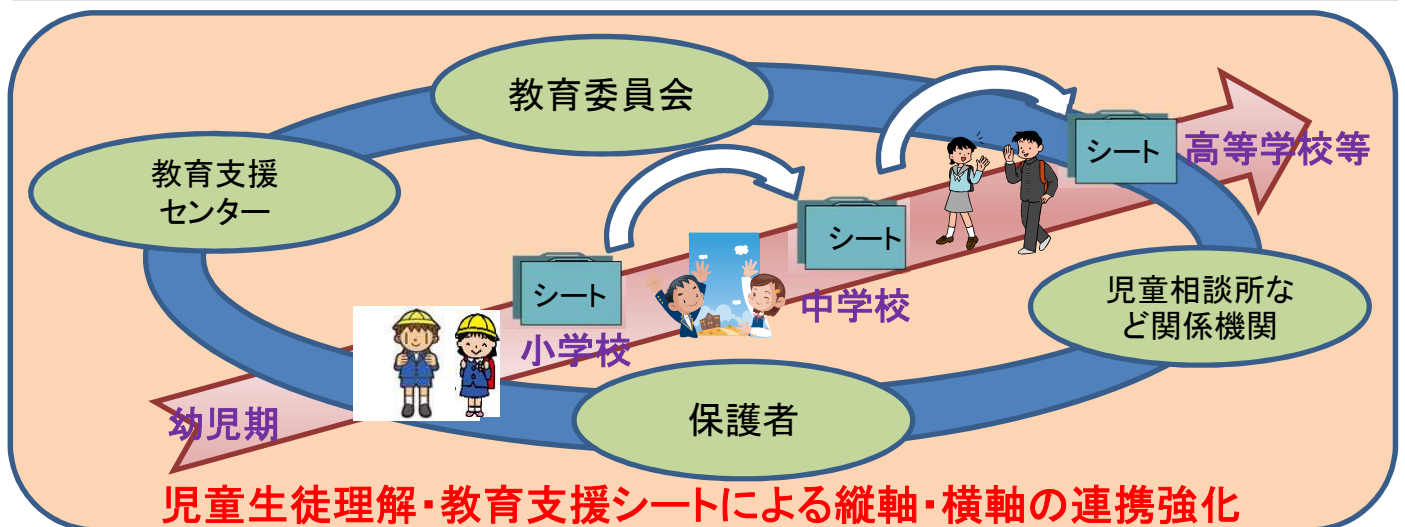 教育委員会
教育支援
センター
シート
高等学校等
シート
中学校
シート
小学校
児童相談所な
ど関係機関
保護者
幼児期
児童生徒理解・教育支援シートによる縦軸・横軸の連携強化